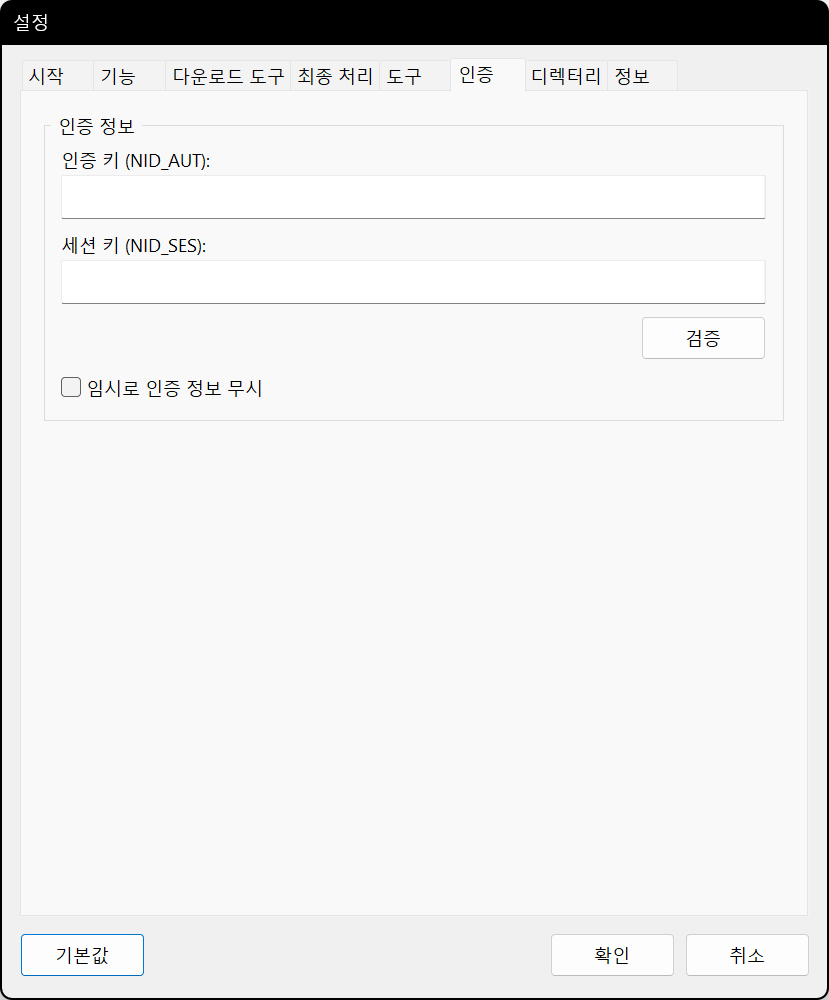 설정
시작 기능 다운로드 도구 최종 처리 도구 인증 디렉터리 정보
인증 정보
인증 키 (NID_AUT):
세션 키 (NID_SES):
검증
임시로 인증 정보 무시
기본값 확인 취소